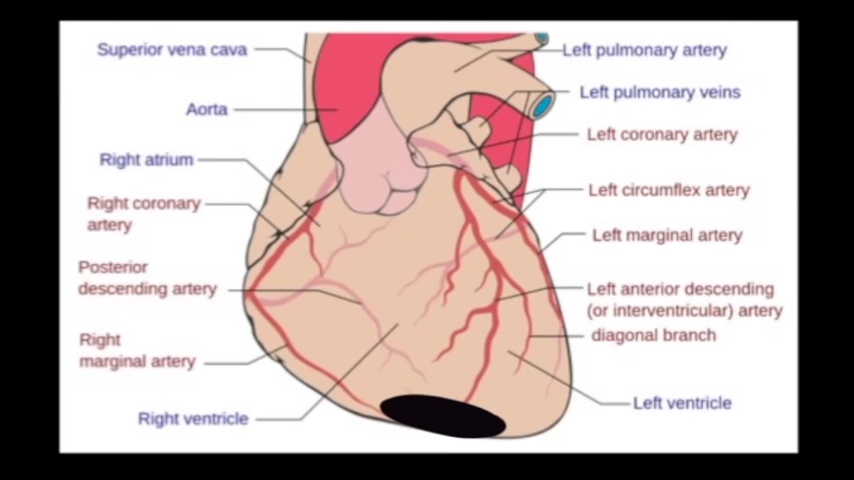 Superior vena cava
Aorta
Right atrium
Right coronary
artery
Posterior
descending artery
Right
marginal artery
Right ventricle
Left pulmonary artery
Left pulmonary veins
Left coronary artery
Left circumflex artery
Left marginal artery
Left anterior descending
(or interventricular) artery
diagonal branch
Left ventricle